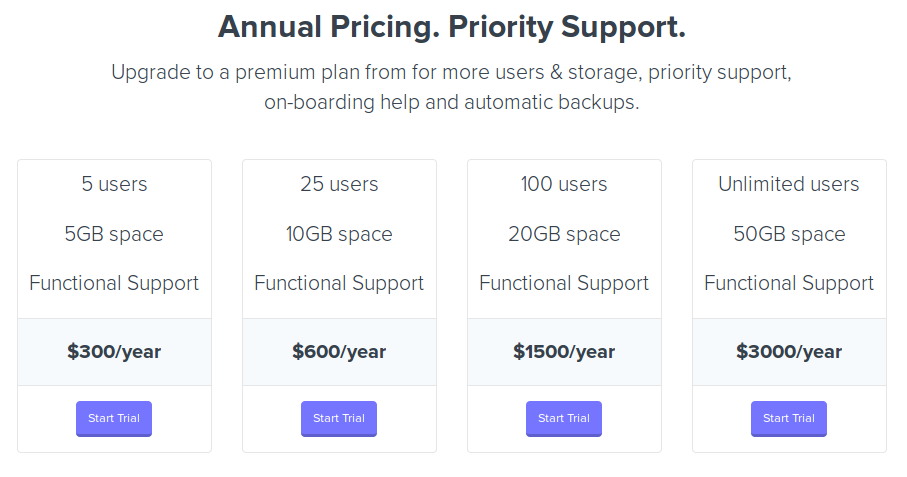 Annual Pricing. Priority Support.
Upgrade to a premium plan from for more users & storage, priority support,
on-boarding help and automatic backups.
5 users
5GB space
Functional Support
$300/year
Start Trial
25 users
10GB space
Functional Support
$600/year
Start Trial
100 users
20GB space
Functional Support
$1500/year
Start Trial
Unlimited users
50GB space
Functional Support
$3000/year
Start Trial